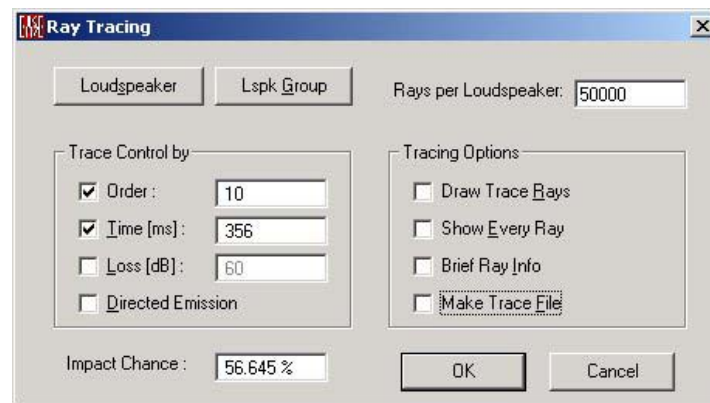 Ray Tracing
Loudspeaker
Lspk Group
Rays per Loudspeaker: 50000
Trace Control by
Order : 10
Time [ms] : 356
Loss [dB] : 60
Directed Emission
Tracing Options
Draw Trace Rays
Show Every Ray
Brief Ray Info
Make Trace File
Impact Chance : 56.645 %
OK
Cancel